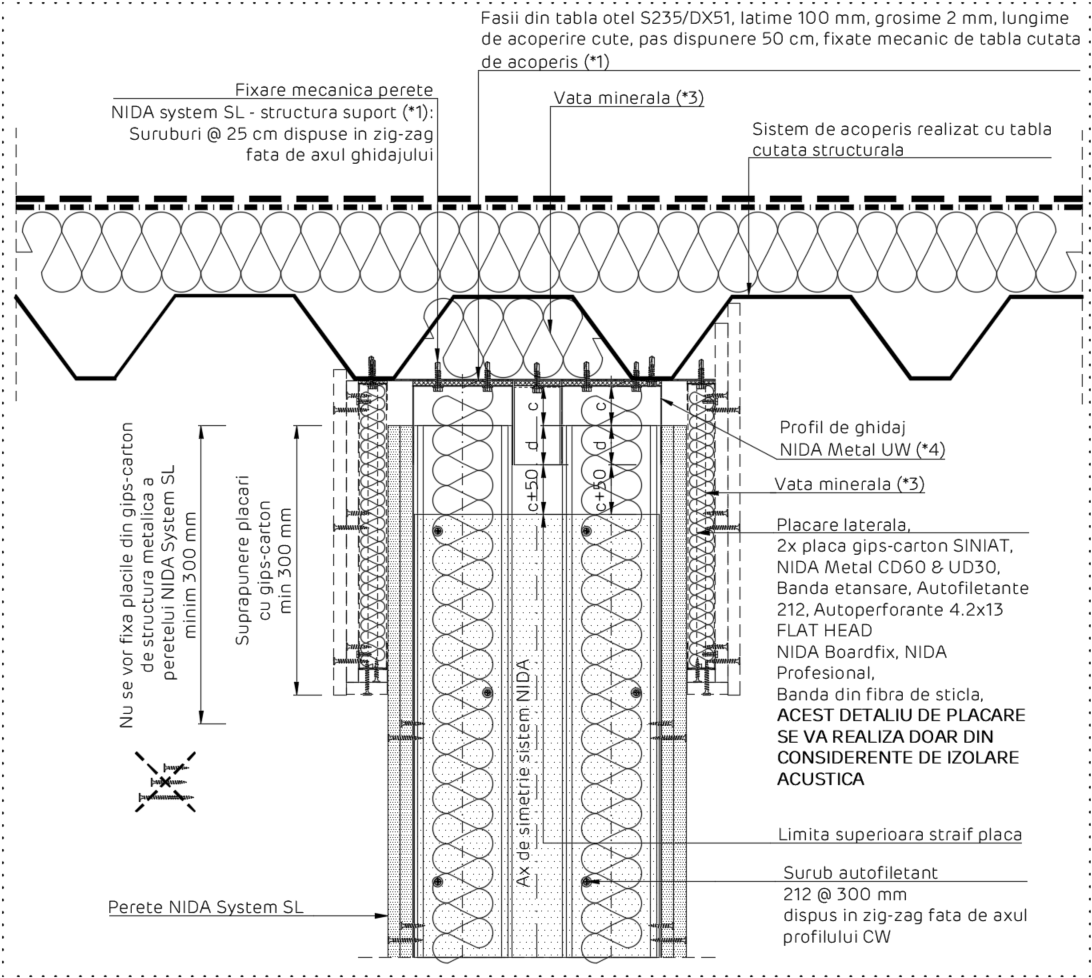 Fasii din tabla otel S235/DX51, latime 100 mm, grosime 2 mm, lungime
de acoperire cute, pas dispunere 50 cm, fixate mecanic de tabla cutata
de acoperis (*1)
Fixare mecanica perete
NIDA system SL - structura suport (*1):
Suruburi @ 25 cm dispuse in zig-zag
fata de axul ghidajului
Vata minerala (*3)
Sistem de acoperis realizat cu tabla
cutata structurala
Nu se vor fixa placile din gips-carton
de structura metalica a
peretelui NIDA System SL
minim 300 mm
Suprapunere placari
cu gips-carton
min 300 mm
c
d
c+50
c
d
c+50
Ax de simetrie sistem NIDA
Profil de ghidaj
NIDA Metal UW (*4)
Vata minerala (*3)
Placare laterala,
2x placa gips-carton SINIAT,
NIDA Metal CD60 & UD30,
Banda etansare, Autofiletante
212, Autoperforante 4.2x13
FLAT HEAD
NIDA Boardfix, NIDA
Profesional,
Banda din fibra de sticla,
ACEST DETALIU DE PLACARE
SE VA REALIZA DOAR DIN
CONSIDERENTE DE IZOLARE
ACUSTICA
Limita superioara straif placa
Surub autofiletant
212 @ 300 mm
dispus in zig-zag fata de axul
profilului CW
Perete NIDA System SL